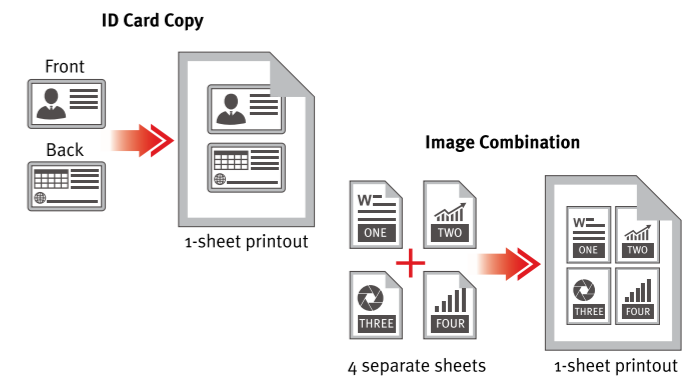 ID Card Copy
Front
Back
1-sheet printout
Image Combination
W
ONE
TWO
THREE
FOUR
4 separate sheets
W
ONE
TWO
THREE
FOUR
1-sheet printout